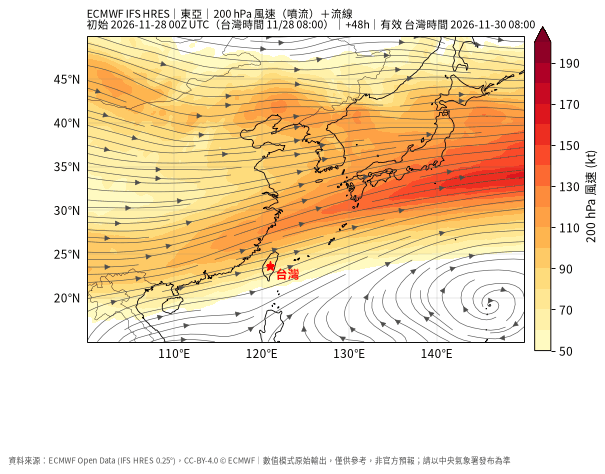 ECMWF IFS HRES｜東亞｜200 hPa 風速（噴流）＋流線
初始 2026-11-28 00Z UTC（台灣時間 11/28 08:00）｜+48h｜有效 台灣時間 2026-11-30 08:00
45°N
40°N
35°N
30°N
25°N
20°N
110°E
120°E
130°E
140°E
台灣
190
170
150
130
110
90
70
50
200 hPa 風速 (kt)
資料來源：ECMWF Open Data (IFS HRES 0.25°)，CC-BY-4.0 © ECMWF｜數值模式原始輸出，僅供參考，非官方預報；請以中央氣象署發布為準